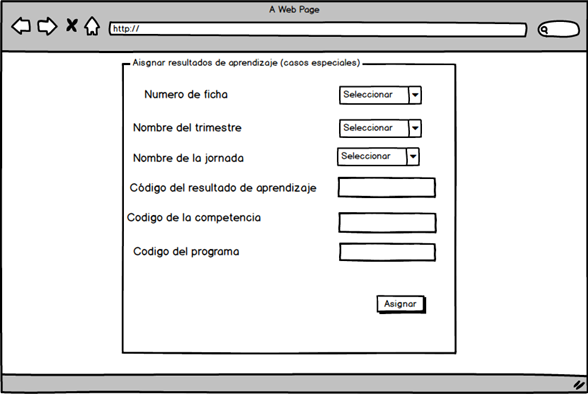 A Web Page
http://
Aisgnar resultados de aprendizaje (casos especiales)
Numero de ficha Seleccionar
Nombre del trimestre Seleccionar
Nombre de la jornada Seleccionar
Código del resultado de aprendizaje
Codigo de la competencia
Codigo del programa
Asignar